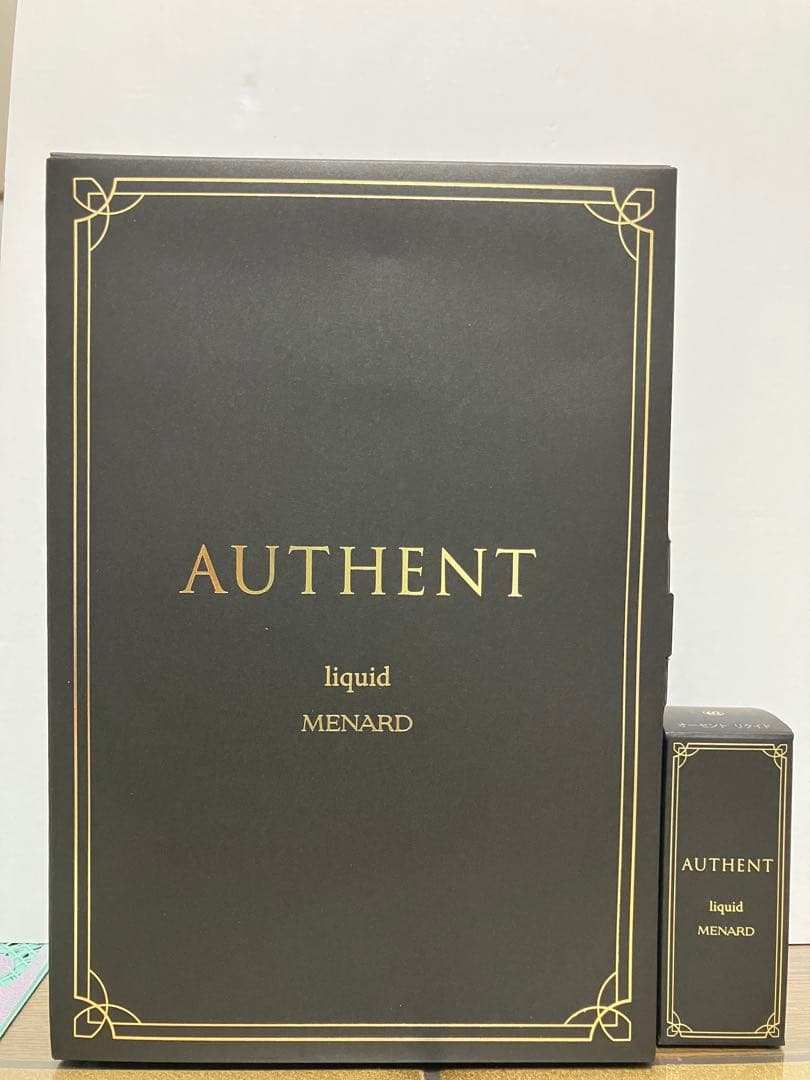 AUTHENT
liquid
MENARD
オーセント リクイド
AUTHENT
liquid
MENARD